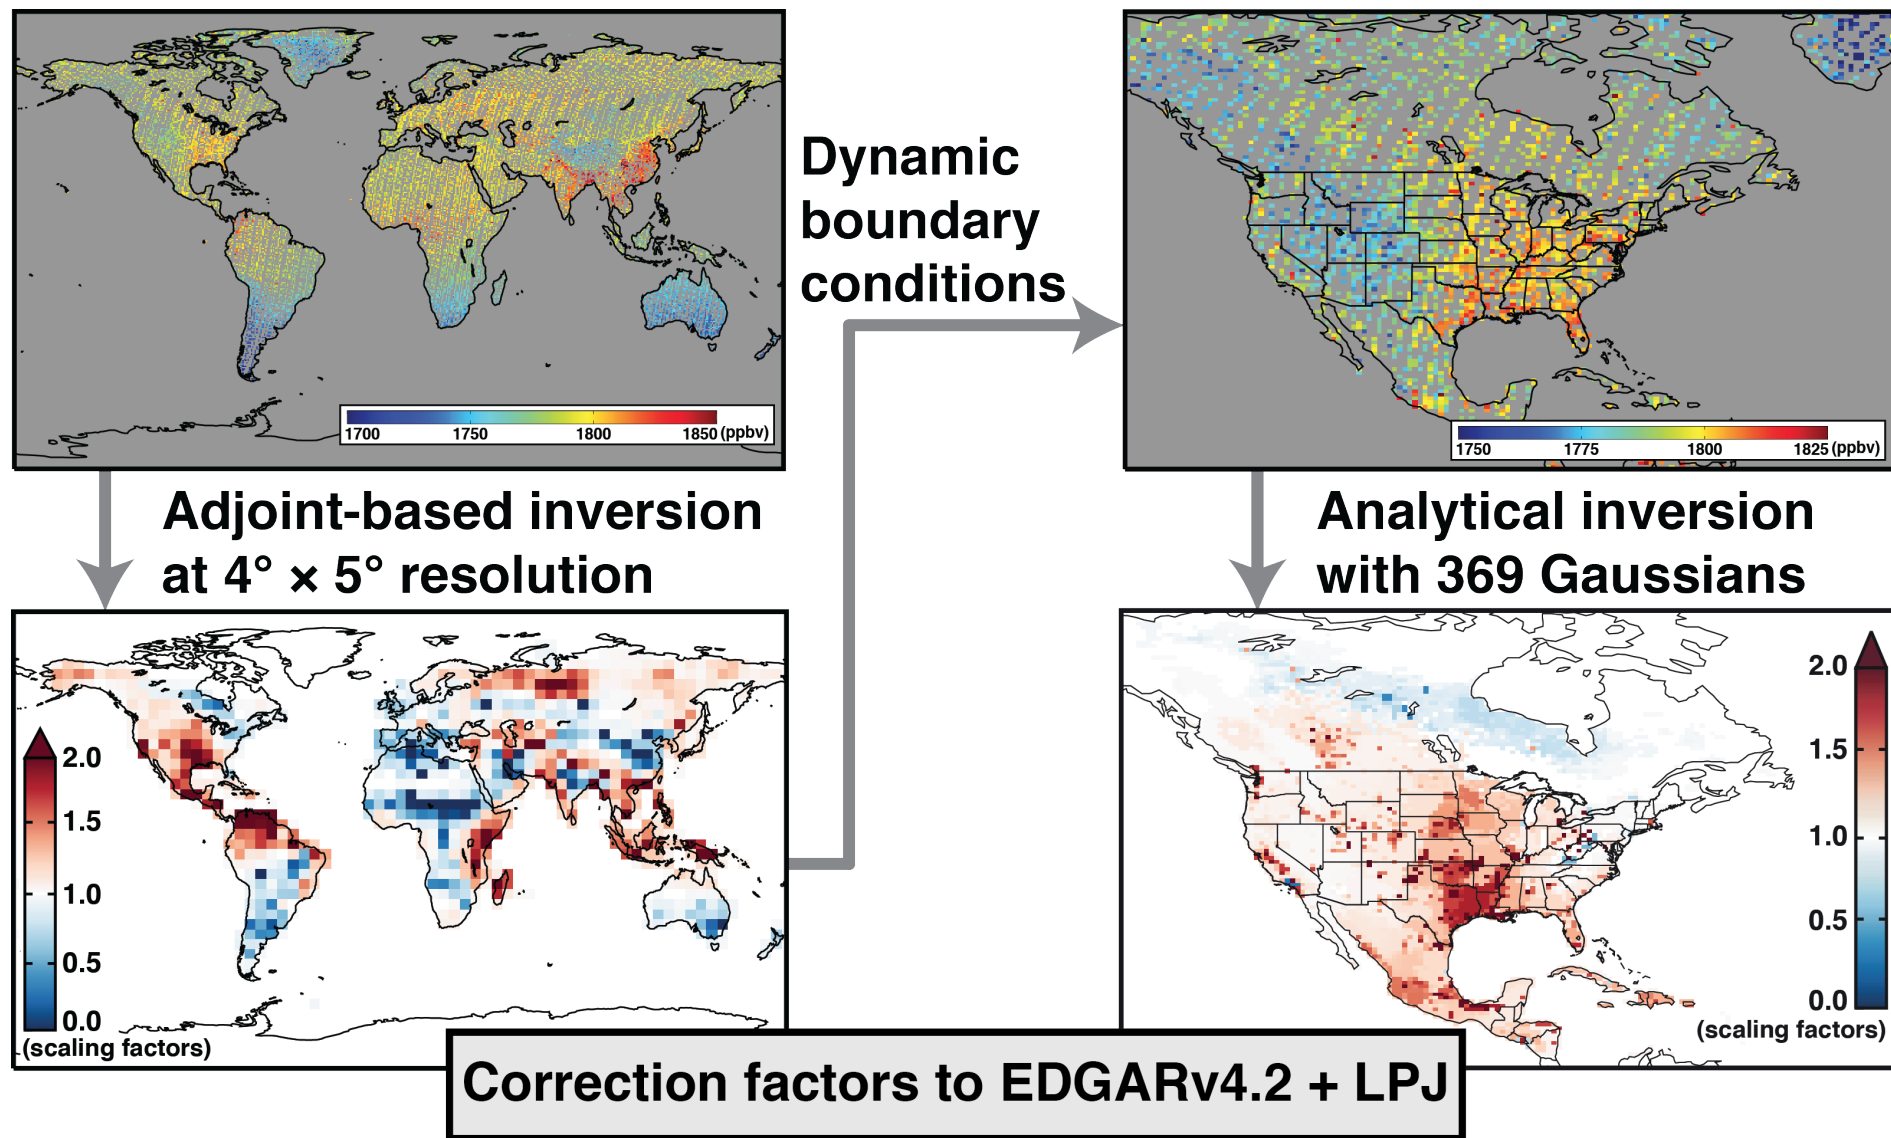 1700 1750 1800 1850 (ppbv)
Dynamic
boundary
conditions
1750 1775 1800 1825 (ppbv)
Adjoint-based inversion
at 4° × 5° resolution
Analytical inversion
with 369 Gaussians
2.0
1.5
1.0
0.5
0.0
(scaling factors)
2.0
1.5
1.0
0.5
0.0
(scaling factors)
Correction factors to EDGARv4.2 + LPJ